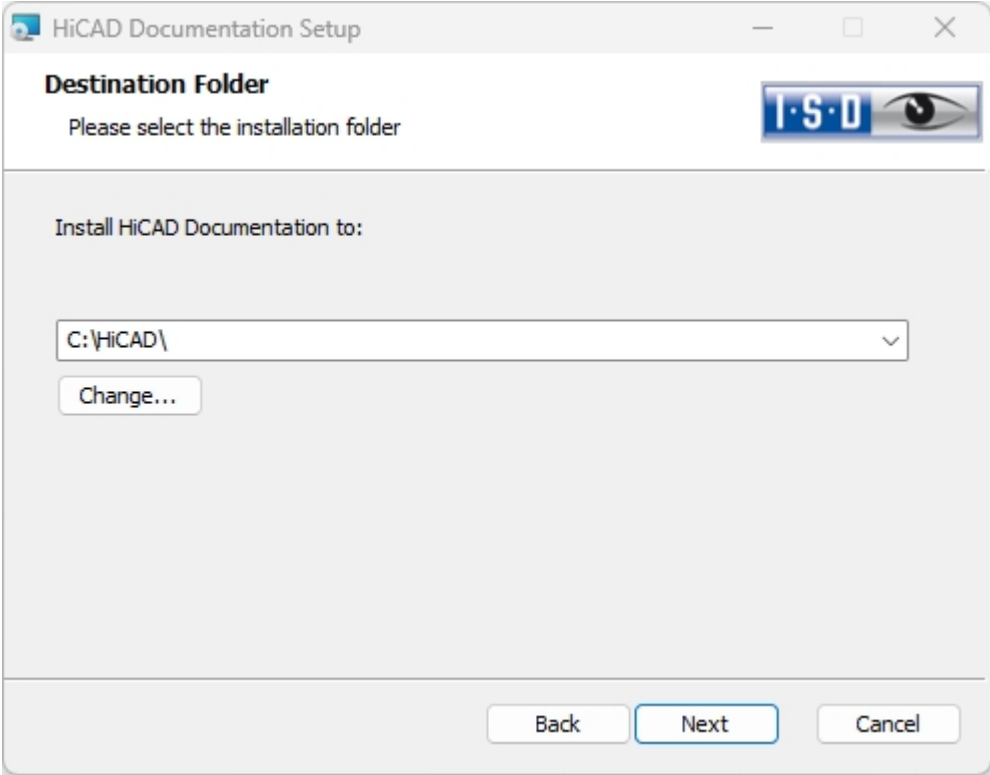 HiCAD Documentation Setup
Destination Folder
Please select the installation folder
I·S·D
Install HiCAD Documentation to:
C:\HiCAD\
Change...
Back
Next
Cancel